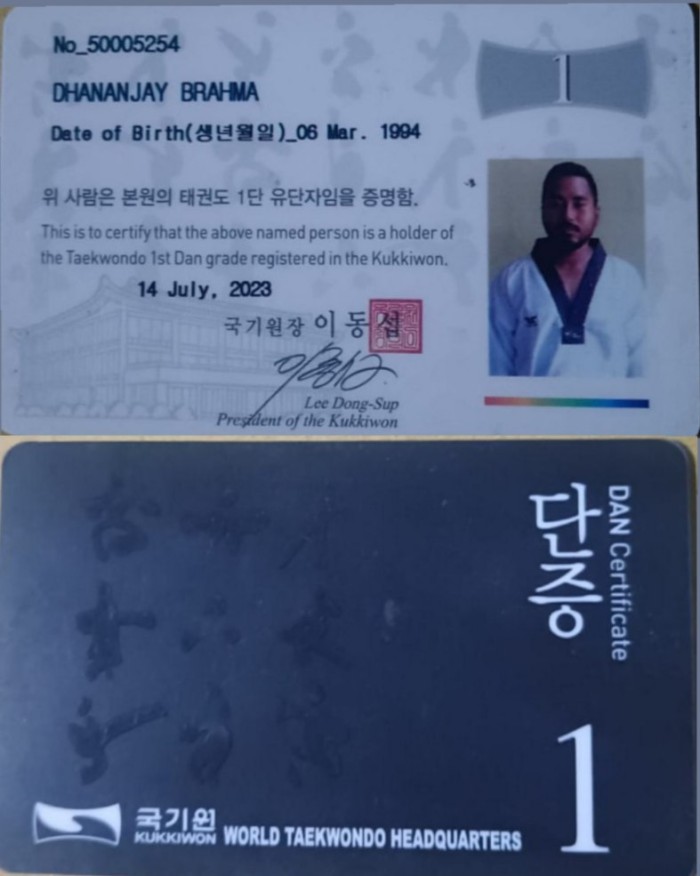 No_50005254
1
DHANANJAY BRAHMA
Date of Birth(생년월일)_06 Mar. 1994
위 사람은 본원의 태권도 1단 유단자임을 증명함.
This is to certify that the above named person is a holder of
the Taekwondo 1st Dan grade registered in the Kukkiwon.
14 July, 2023
국기원장 이동섭
Lee Dong-Sup
President of the Kukkiwon
DAN Certificate
단증
1
국기원
KUKKIWON WORLD TAEKWONDO HEADQUARTERS